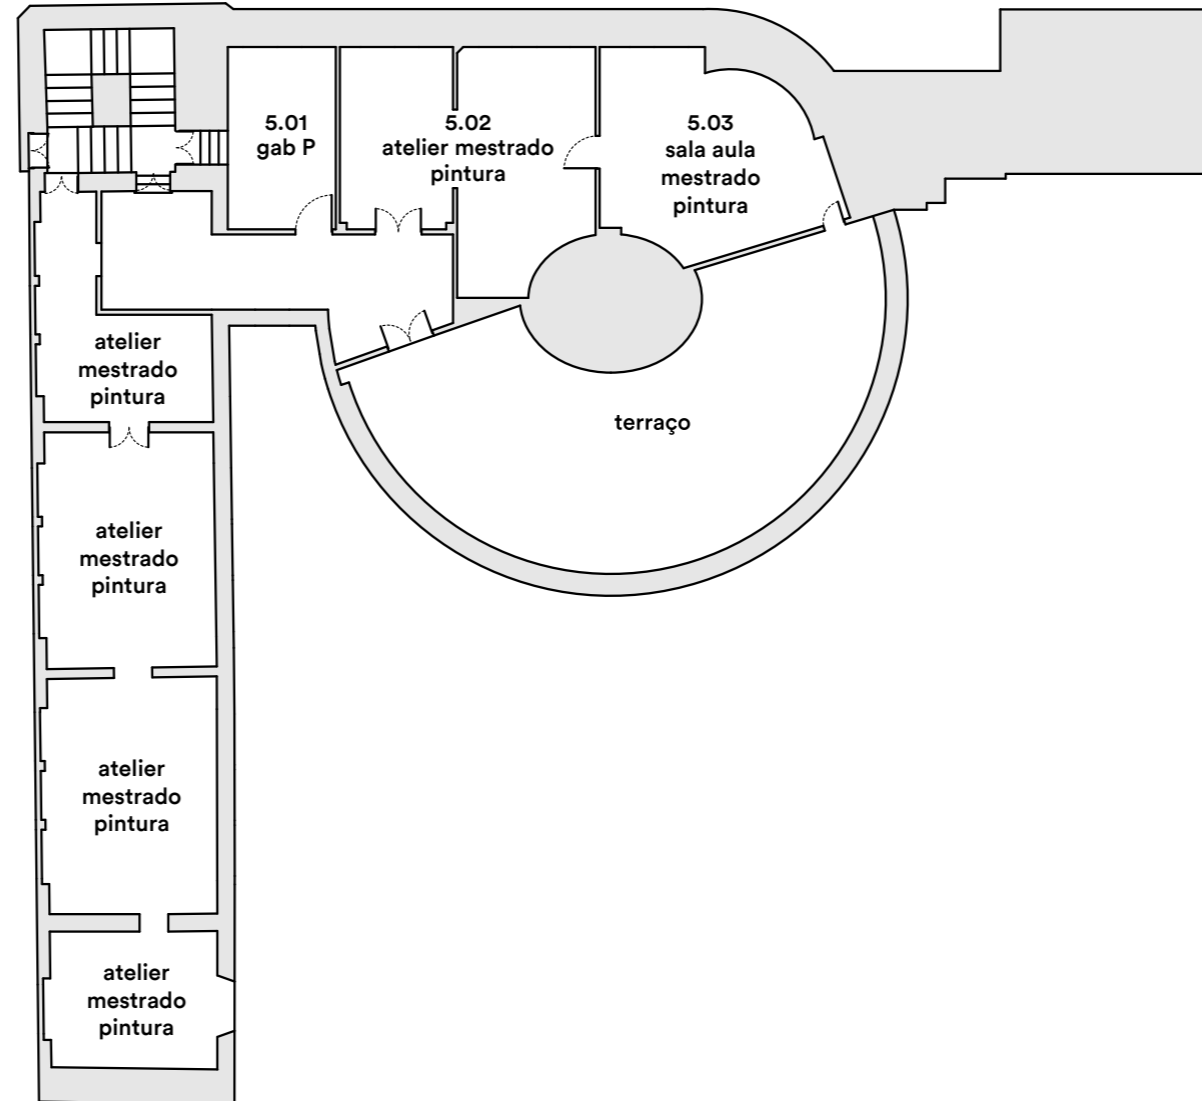 5.01
gab P
5.02
atelier mestrado
pintura
5.03
sala aula
mestrado
pintura
atelier
mestrado
pintura
terraço
atelier
mestrado
pintura
atelier
mestrado
pintura
atelier
mestrado
pintura